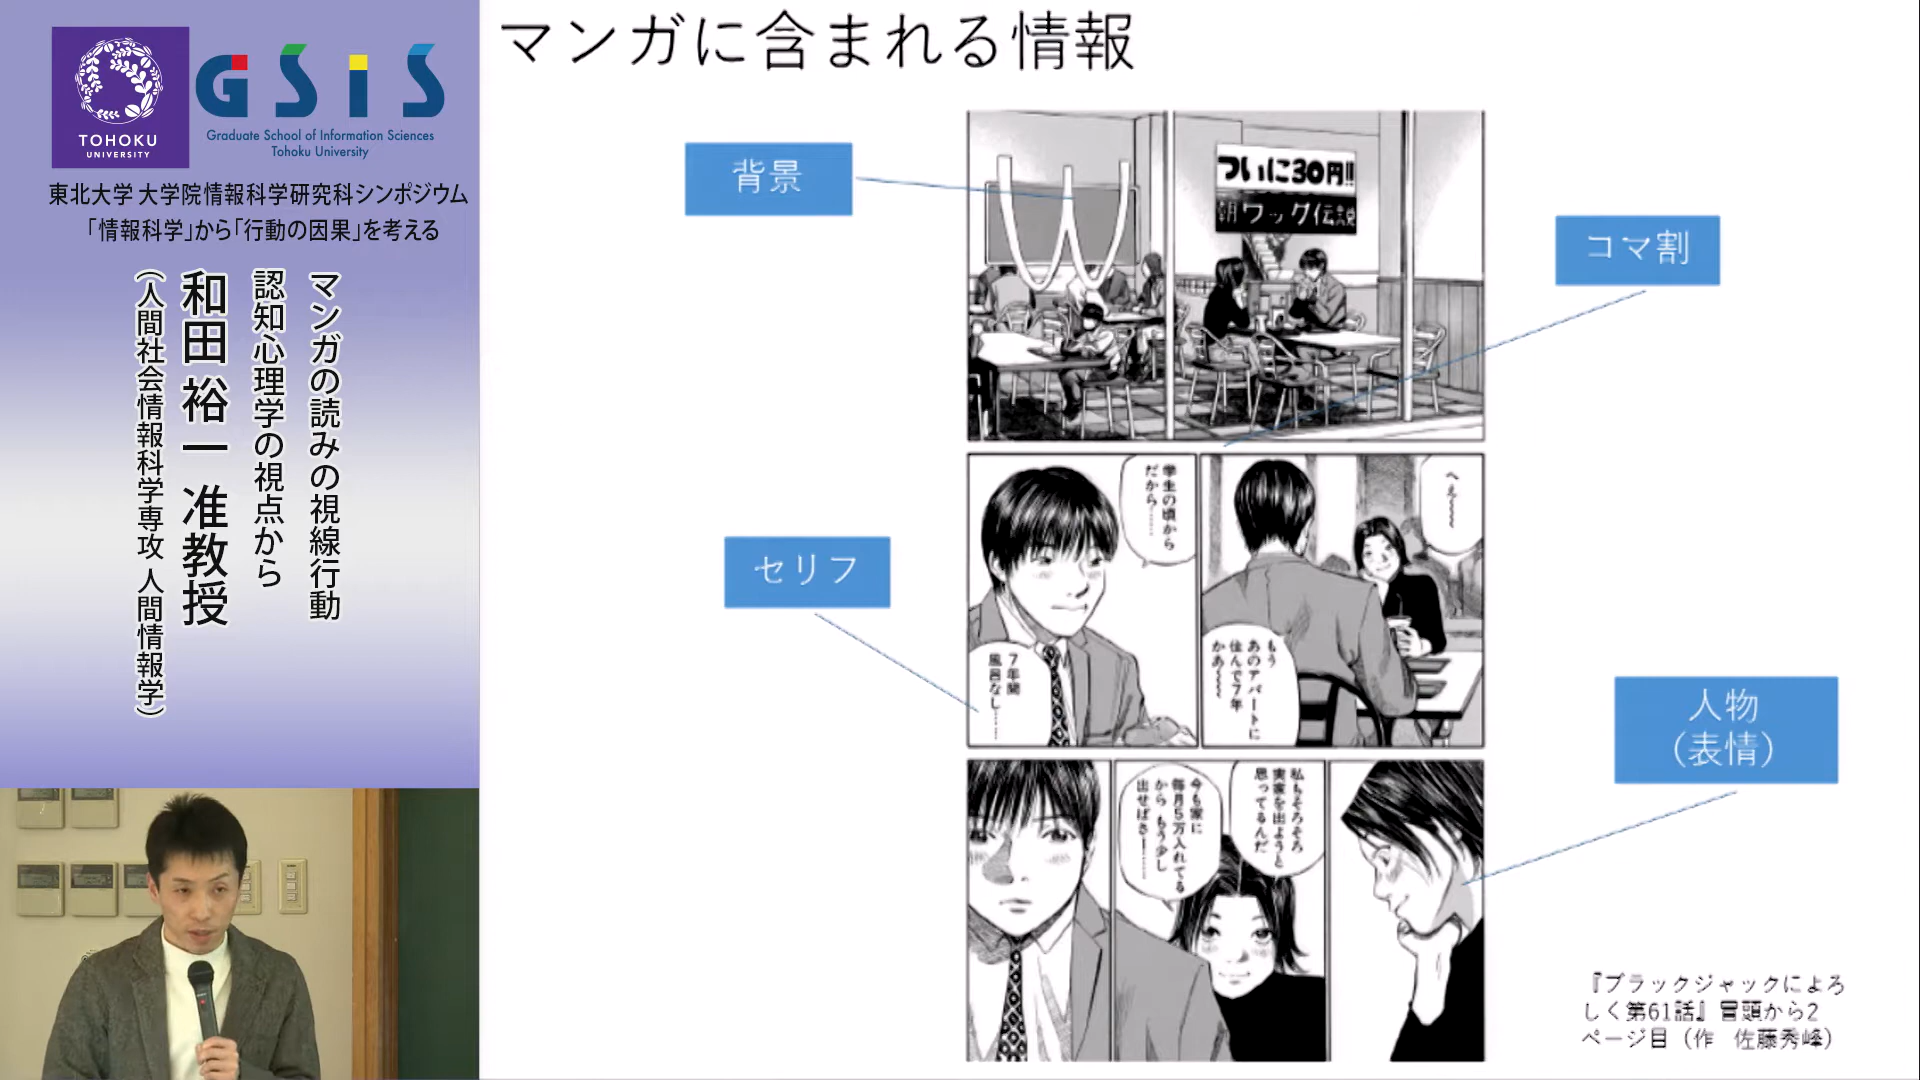 TOHOKU
UNIVERSITY
GSiS
Graduate School of Information Sciences
Tohoku University
東北大学 大学院情報科学研究科シンポジウム
「情報科学」から「行動の因果」を考える
マンガの読みの視線行動
認知心理学の視点から
和田 裕一 准教授
（人間社会情報科学専攻 人間情報学）
マンガに含まれる情報
背景
コマ割
セリフ
人物
（表情）
ついに30円!!
朝ワック伝説
へぇ〜〜〜
もう
あのアパートに
住んで7年
かあ〜〜〜
学生の頃から
だから……
7年間
風呂なし……
私もそろそろ
実家を出ようと
思ってるんだ
今も家に
毎月5万入れてる
から もう少し
出せばさ！……
『ブラックジャックによろ
しく第61話』冒頭から2
ページ目（作 佐藤秀峰）